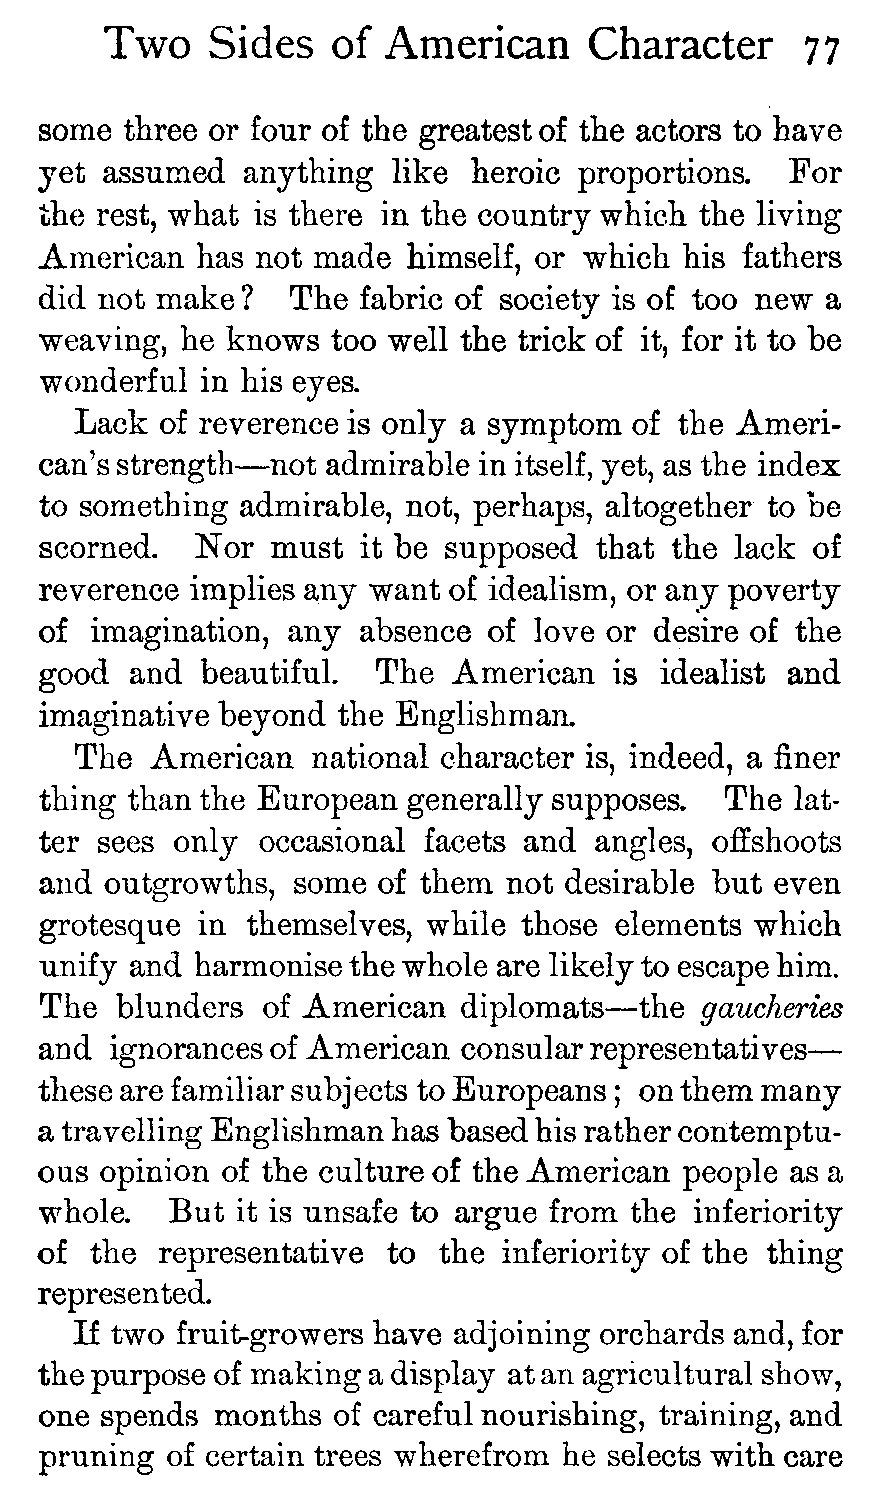 Two Sides of American Character 77
some three or four of the greatest of the actors to have
yet assumed anything like heroic proportions. For
the rest, what is there in the country which the living
American has not made himself, or which his fathers
did not make? The fabric of society is of too new a
weaving, he knows too well the trick of it, for it to be
wonderful in his eyes.
Lack of reverence is only a symptom of the Ameri-
can's strength—not admirable in itself, yet, as the index
to something admirable, not, perhaps, altogether to be
scorned. Nor must it be supposed that the lack of
reverence implies any want of idealism, or any poverty
of imagination, any absence of love or desire of the
good and beautiful. The American is idealist and
imaginative beyond the Englishman.
The American national character is, indeed, a finer
thing than the European generally supposes. The lat-
ter sees only occasional facets and angles, offshoots
and outgrowths, some of them not desirable but even
grotesque in themselves, while those elements which
unify and harmonise the whole are likely to escape him.
The blunders of American diplomats—the gaucheries
and ignorances of American consular representatives—
these are familiar subjects to Europeans; on them many
a travelling Englishman has based his rather contemptu-
ous opinion of the culture of the American people as a
whole. But it is unsafe to argue from the inferiority
of the representative to the inferiority of the thing
represented.
If two fruit-growers have adjoining orchards and, for
the purpose of making a display at an agricultural show,
one spends months of careful nourishing, training, and
pruning of certain trees wherefrom he selects with care